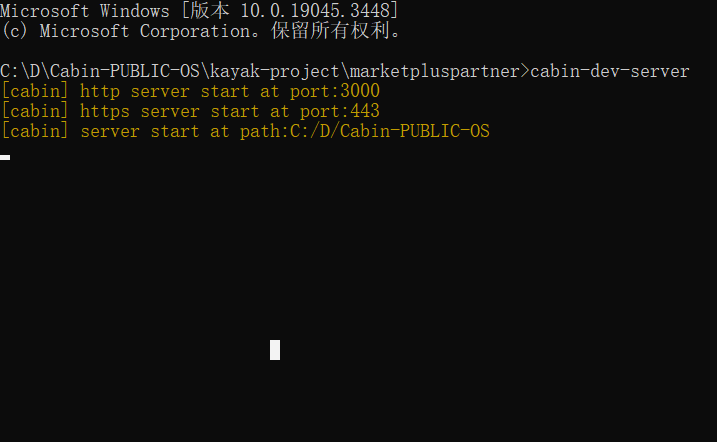 Microsoft Windows [版本 10.0.19045.3448]
(c) Microsoft Corporation。保留所有权利。
C:\D\Cabin-PUBLIC-OS\kayak-project\marketpluspartner>cabin-dev-server
[cabin] http server start at port:3000
[cabin] https server start at port:443
[cabin] server start at path:C:/D/Cabin-PUBLIC-OS